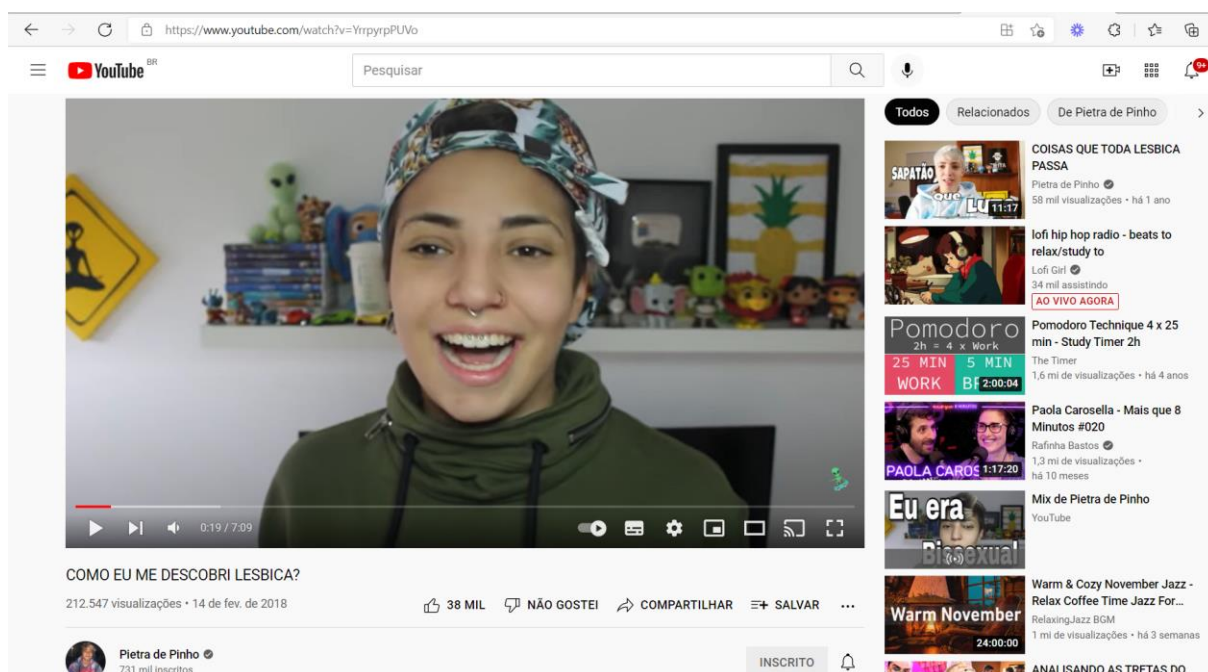 https://www.youtube.com/watch?v=YrrpyrpPUVo
YouTube BR
Pesquisar
9+
Todos
Relacionados
De Pietra de Pinho
0:19 / 7:09
COMO EU ME DESCOBRI LESBICA?
212.547 visualizações • 14 de fev. de 2018
38 MIL
NÃO GOSTEI
COMPARTILHAR
SALVAR
Pietra de Pinho
731 mil inscritos
INSCRITO
SAPATÃO
QUE
11:17
COISAS QUE TODA LESBICA
PASSA
Pietra de Pinho
58 mil visualizações • há 1 ano
lofi hip hop radio - beats to
relax/study to
Lofi Girl
34 mil assistindo
AO VIVO AGORA
Pomodoro
2h = 4 x Work
25 MIN
5 MIN
WORK
2:00:04
Pomodoro Technique 4 x 25
min - Study Timer 2h
The Timer
1,6 mi de visualizações • há 4 anos
PAOLA CAROS
1:17:20
Paola Carosella - Mais que 8
Minutos #020
Rafinha Bastos
1,3 mi de visualizações •
há 10 meses
Eu era
Bissexual
Mix de Pietra de Pinho
YouTube
Warm November
24:00:00
Warm & Cozy November Jazz -
Relax Coffee Time Jazz For...
RelaxingJazz BGM
1 mi de visualizações • há 3 semanas
ANALISANDO AS TRETAS DO